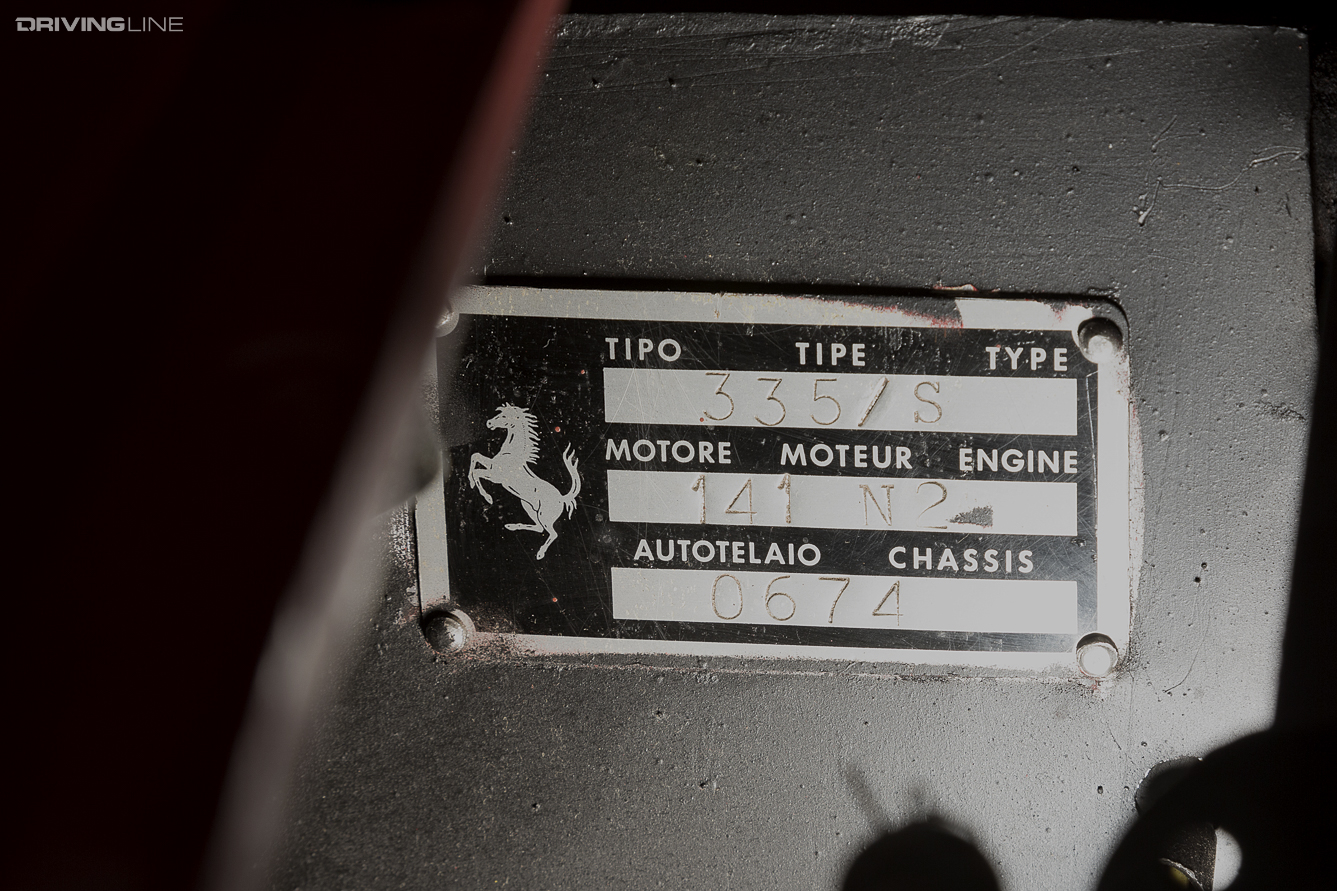 DRIVINGLINE
TIPO TIPE TYPE
335/S
MOTORE MOTEUR ENGINE
141 N2
AUTOTELAIO CHASSIS
0674